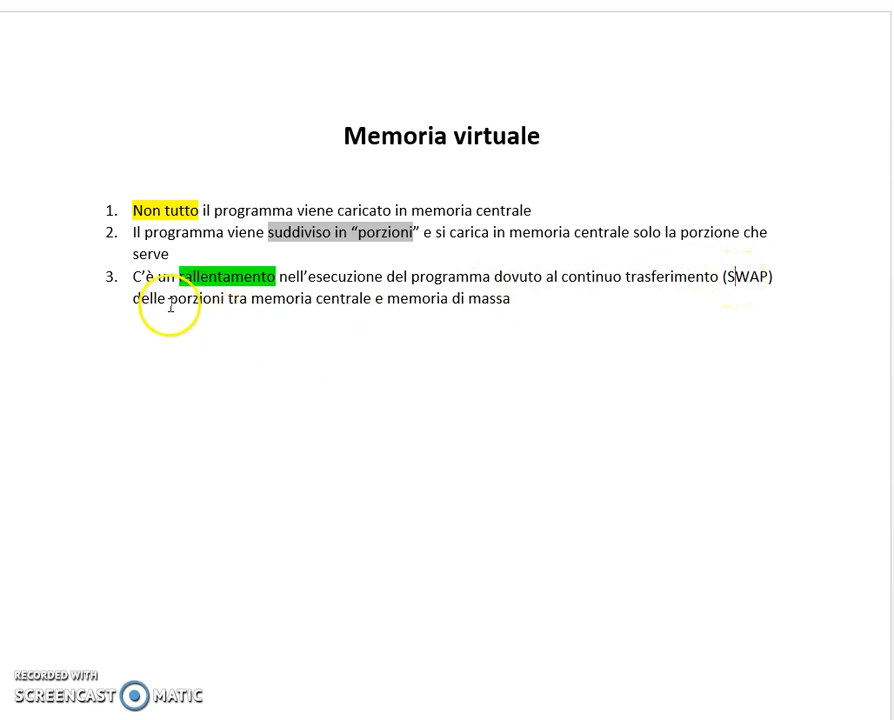 Memoria virtuale
1. Non tutto il programma viene caricato in memoria centrale
2. Il programma viene suddiviso in “porzioni” e si carica in memoria centrale solo la porzione che
serve
3. C’è un rallentamento nell’esecuzione del programma dovuto al continuo trasferimento (SWAP)
delle porzioni tra memoria centrale e memoria di massa
RECORDED WITH
SCREENCAST MATIC